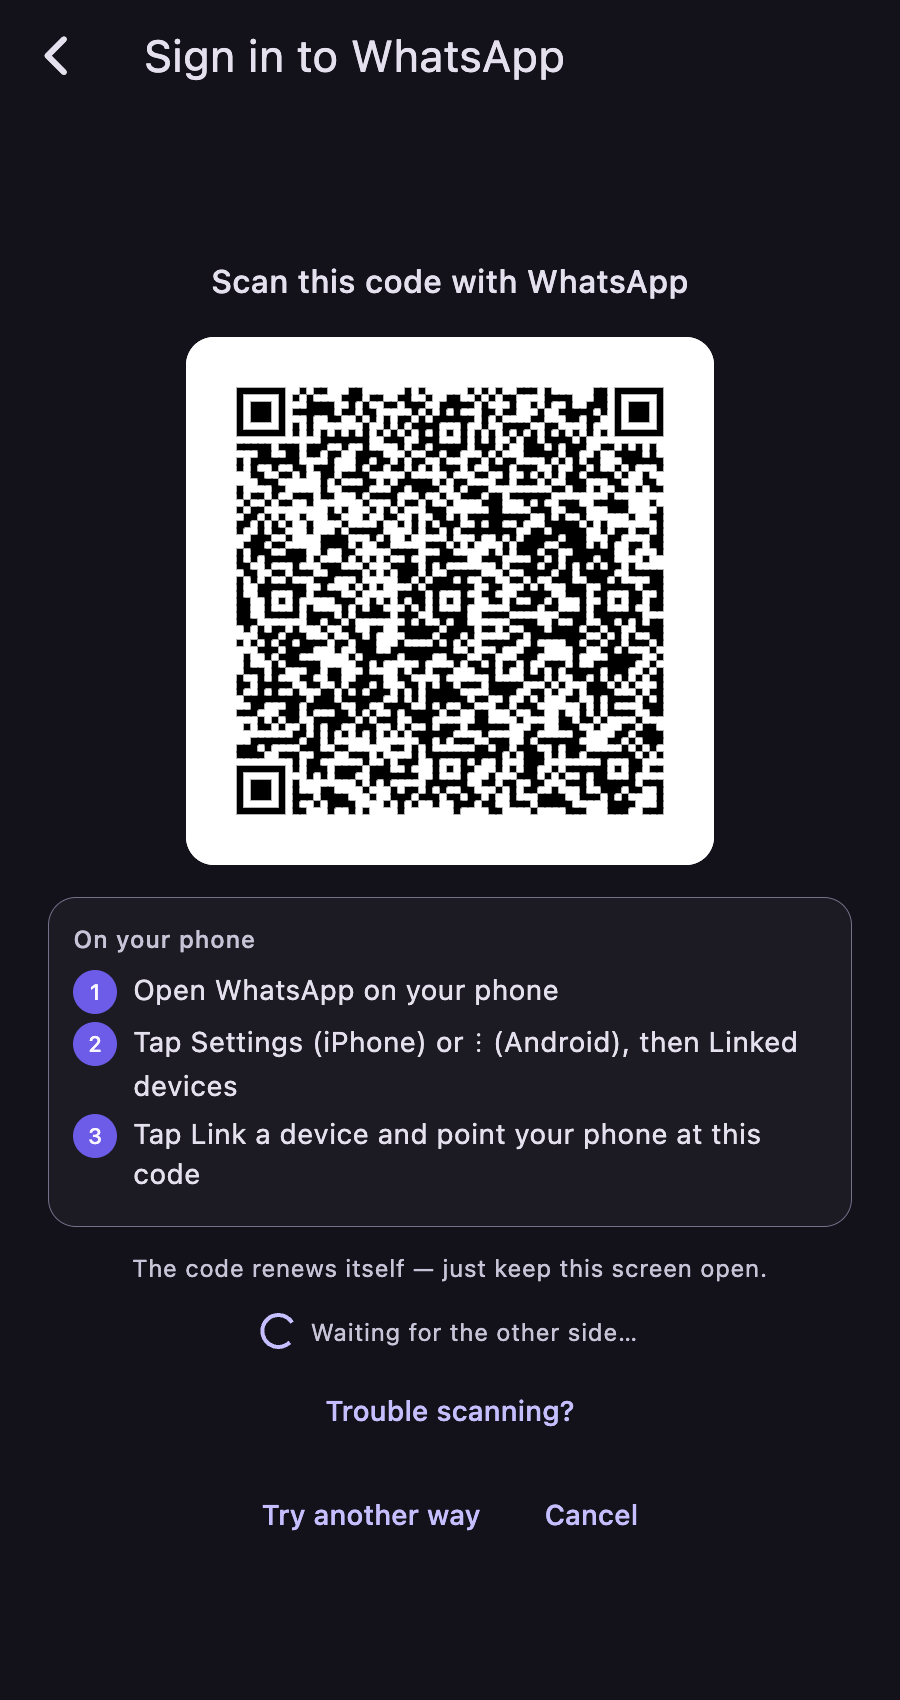 Sign in to WhatsApp
Scan this code with WhatsApp
On your phone
1 Open WhatsApp on your phone
2 Tap Settings (iPhone) or ⋮ (Android), then Linked
devices
3 Tap Link a device and point your phone at this
code
The code renews itself — just keep this screen open.
Waiting for the other side…
Trouble scanning?
Try another way Cancel